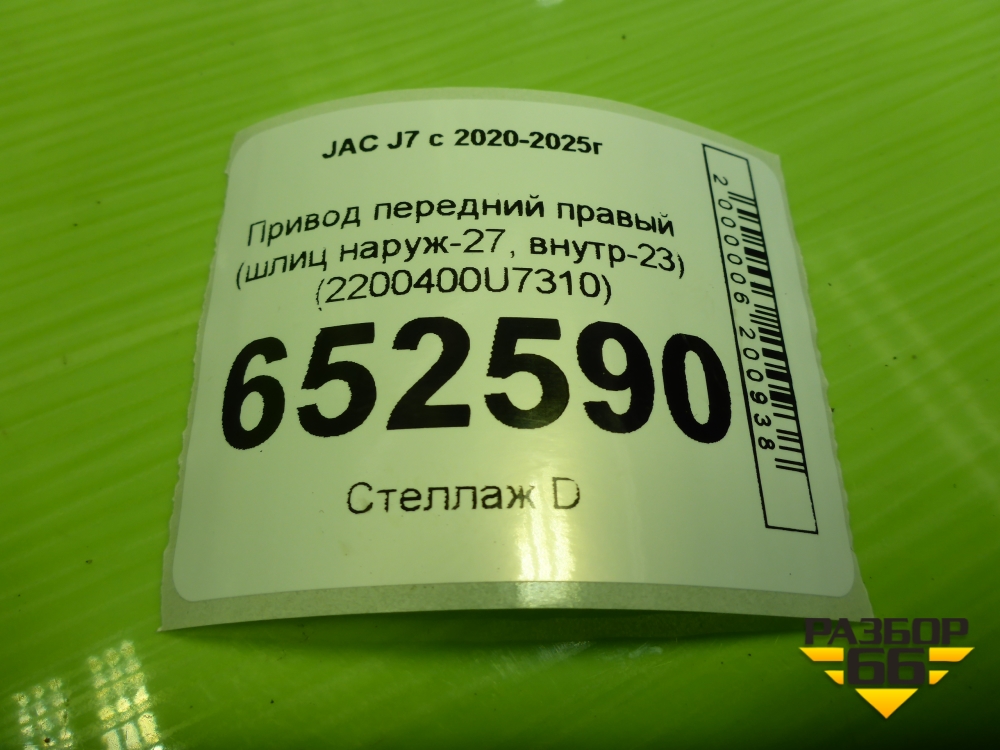 JAC J7 с 2020-2025г
Привод передний правый
(шлиц наруж-27, внутр-23)
(2200400U7310)
652590
Стеллаж D
2000006200938
РАЗБОР
66